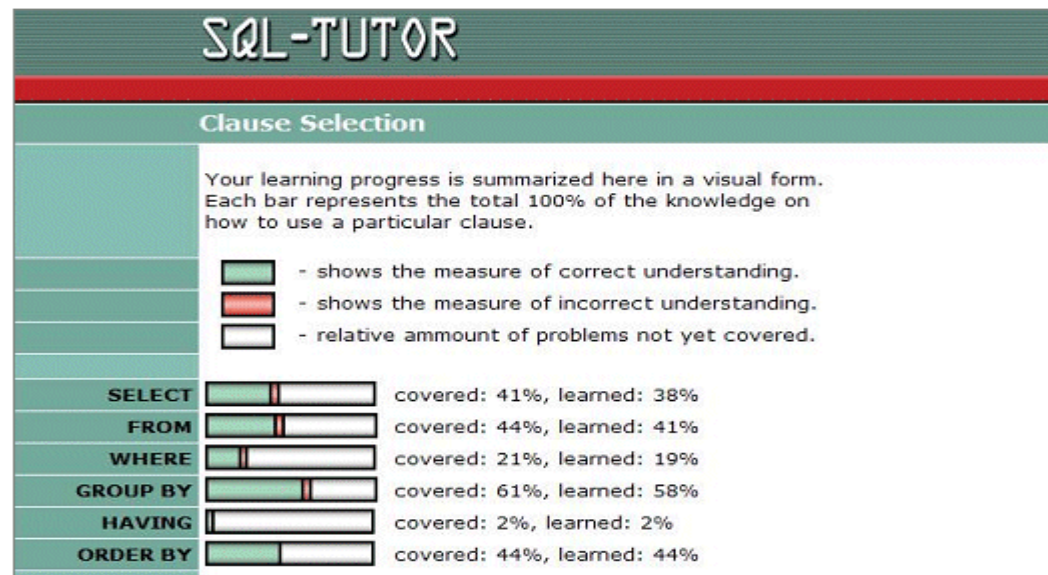 SQL-TUTOR
Clause Selection
Your learning progress is summarized here in a visual form.
Each bar represents the total 100% of the knowledge on
how to use a particular clause.
- shows the measure of correct understanding.
- shows the measure of incorrect understanding.
- relative ammount of problems not yet covered.
SELECT covered: 41%, learned: 38%
FROM covered: 44%, learned: 41%
WHERE covered: 21%, learned: 19%
GROUP BY covered: 61%, learned: 58%
HAVING covered: 2%, learned: 2%
ORDER BY covered: 44%, learned: 44%